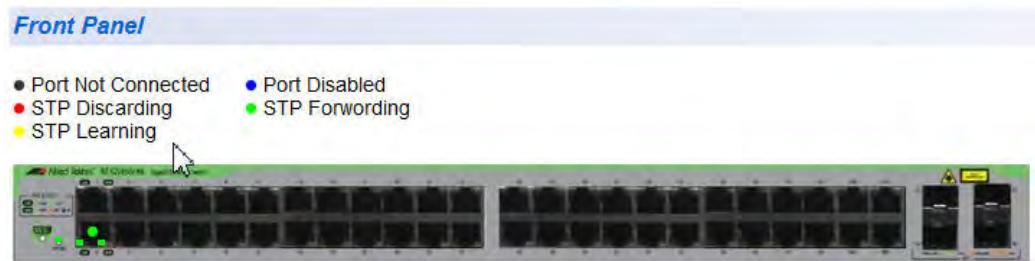 Front Panel
Port Not Connected
Port Disabled
STP Discarding
STP Forwording
STP Learning
Allied Telesis